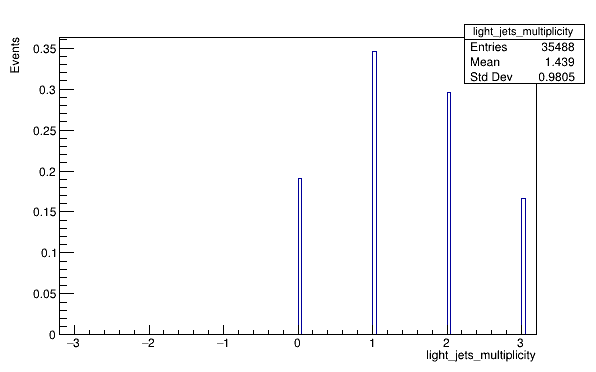 light_jets_multiplicity
Entries 35488
Mean 1.439
Std Dev 0.9805
Events
0.35
0.3
0.25
0.2
0.15
0.1
0.05
0
−3 −2 −1 0 1 2 3
light_jets_multiplicity